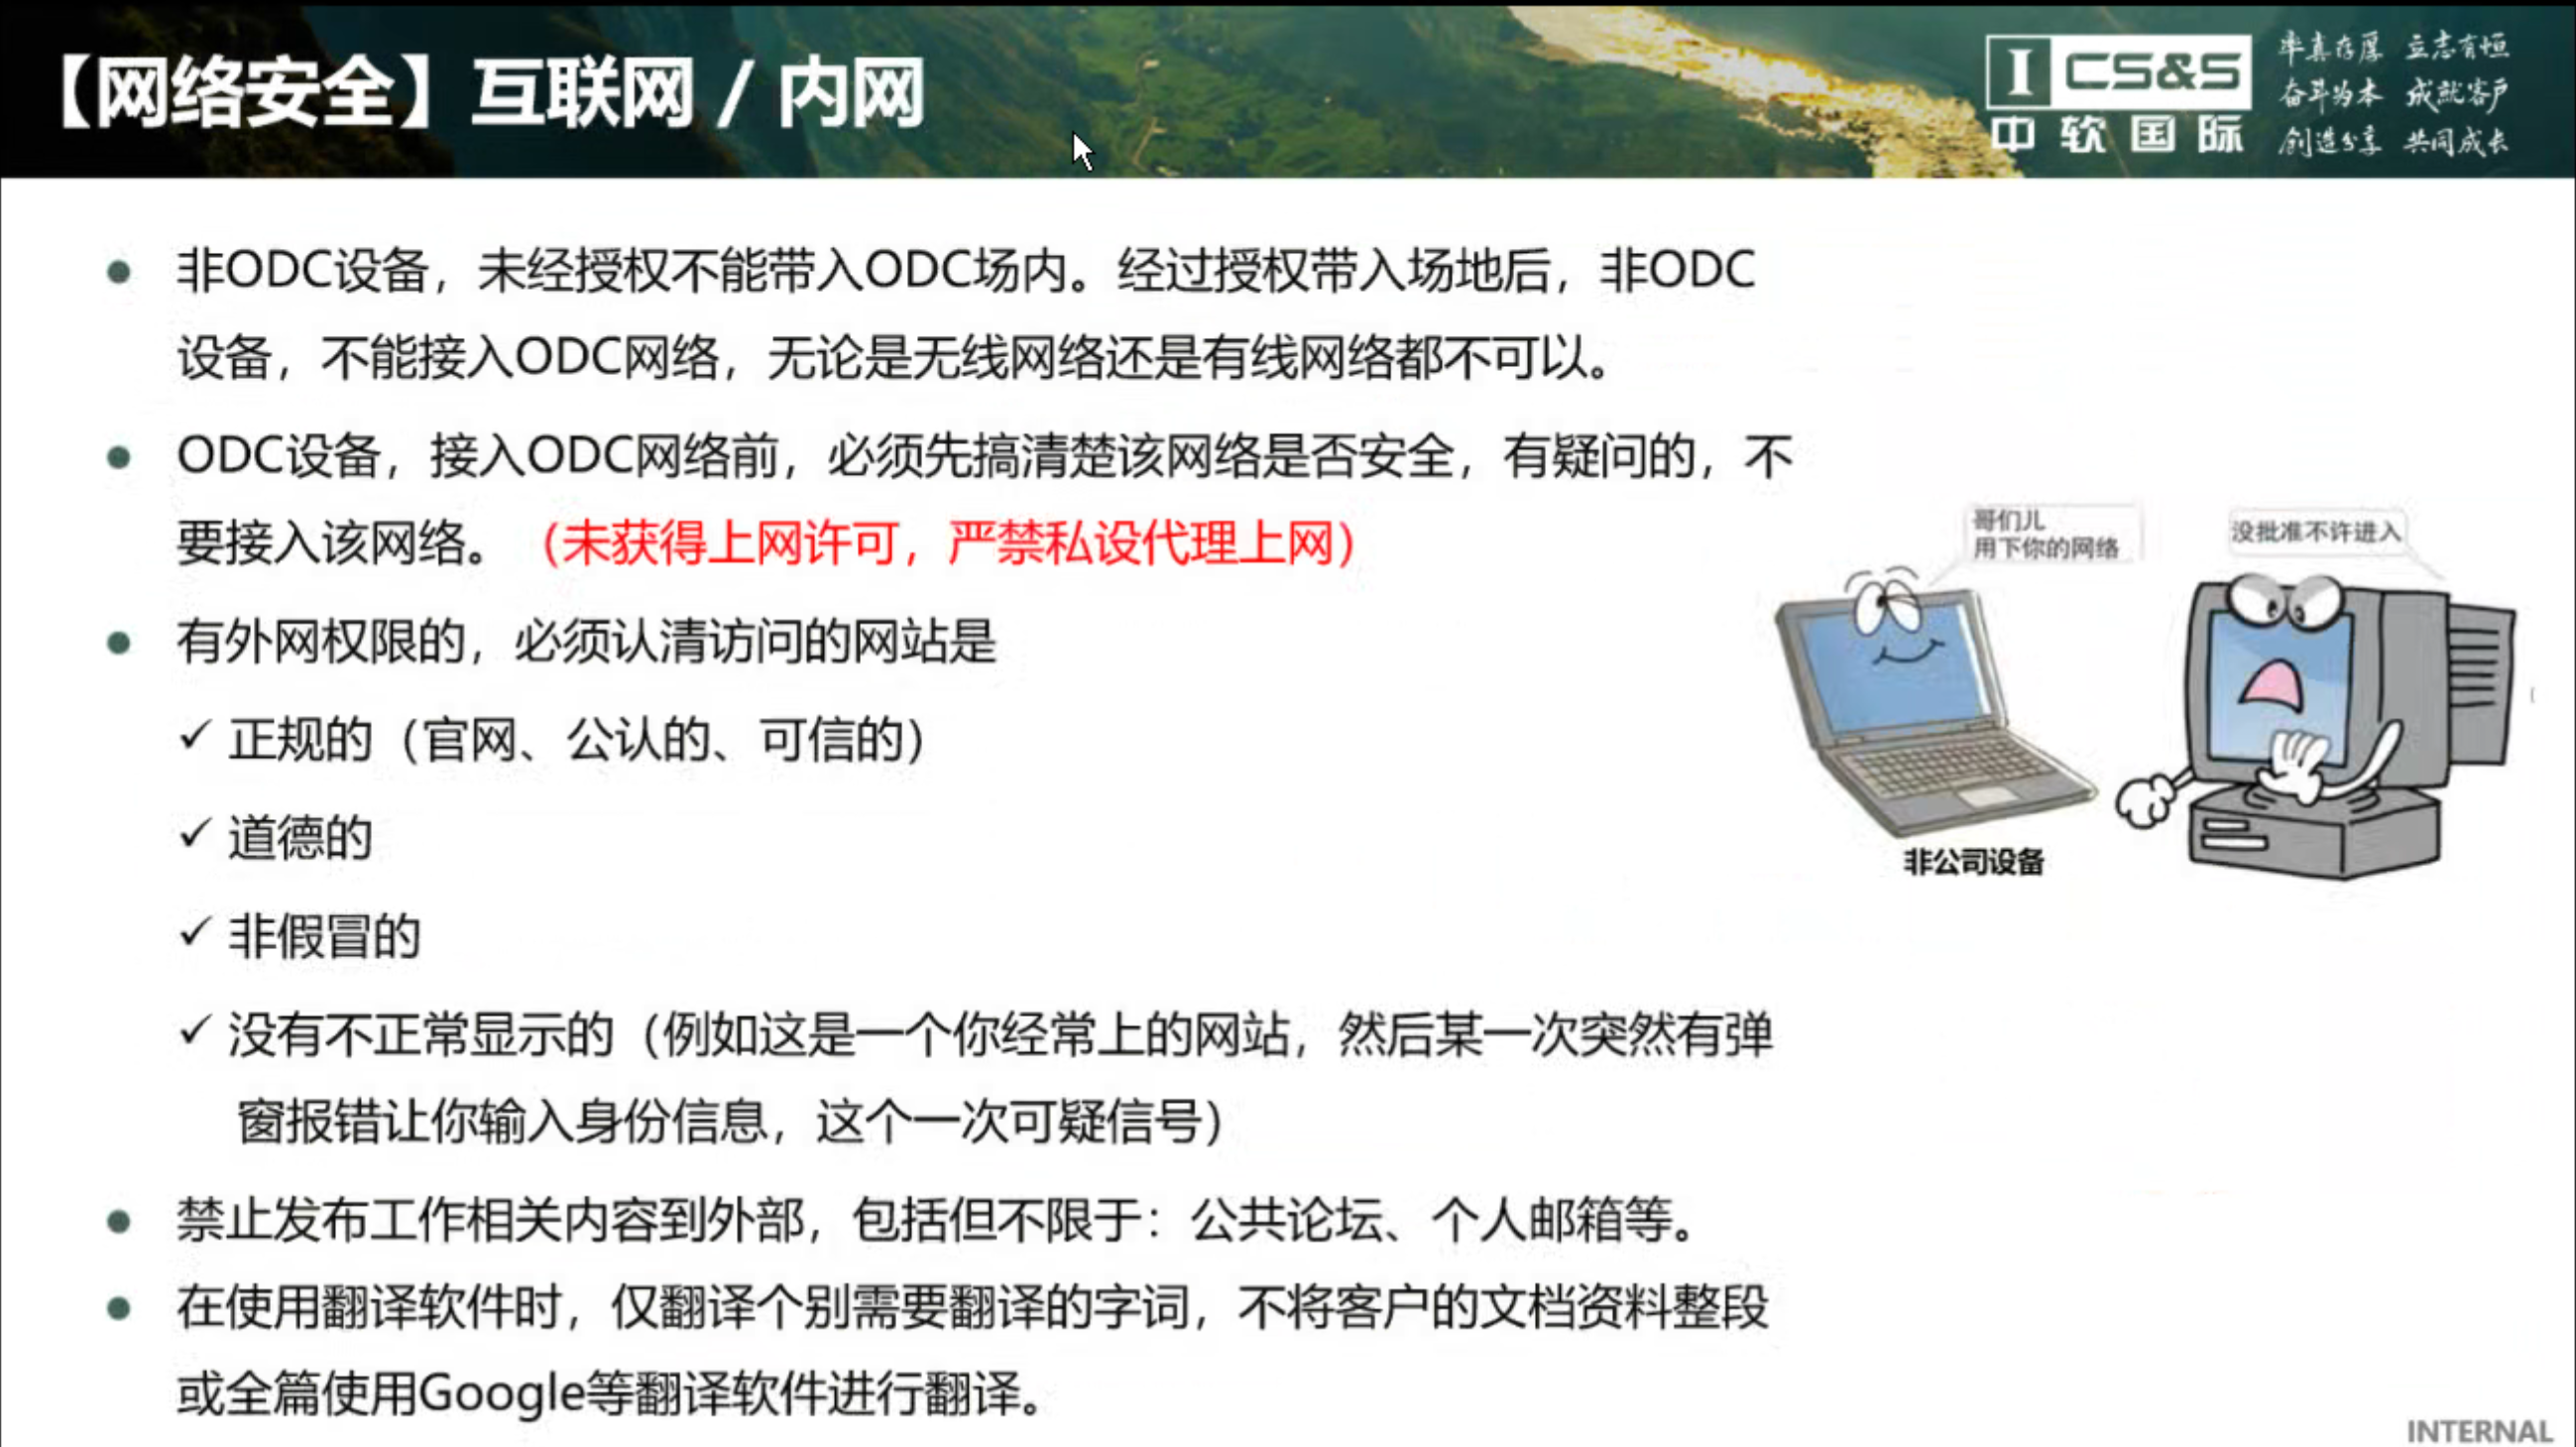 【网络安全】互联网 / 内网
I CS&S
中软国际
率真存厚 立志有恒
奋斗为本 成就客户
创造分享 共同成长
非ODC设备，未经授权不能带入ODC场内。经过授权带入场地后，非ODC
设备，不能接入ODC网络，无论是无线网络还是有线网络都不可以。
ODC设备，接入ODC网络前，必须先搞清楚该网络是否安全，有疑问的，不
要接入该网络。（未获得上网许可，严禁私设代理上网）
有外网权限的，必须认清访问的网站是
✓ 正规的（官网、公认的、可信的）
✓ 道德的
✓ 非假冒的
✓ 没有不正常显示的（例如这是一个你经常上的网站，然后某一次突然有弹
窗报错让你输入身份信息，这个一次可疑信号）
禁止发布工作相关内容到外部，包括但不限于：公共论坛、个人邮箱等。
在使用翻译软件时，仅翻译个别需要翻译的字词，不将客户的文档资料整段
或全篇使用Google等翻译软件进行翻译。
哥们儿
用下你的网络
没批准不许进入
非公司设备
INTERNAL